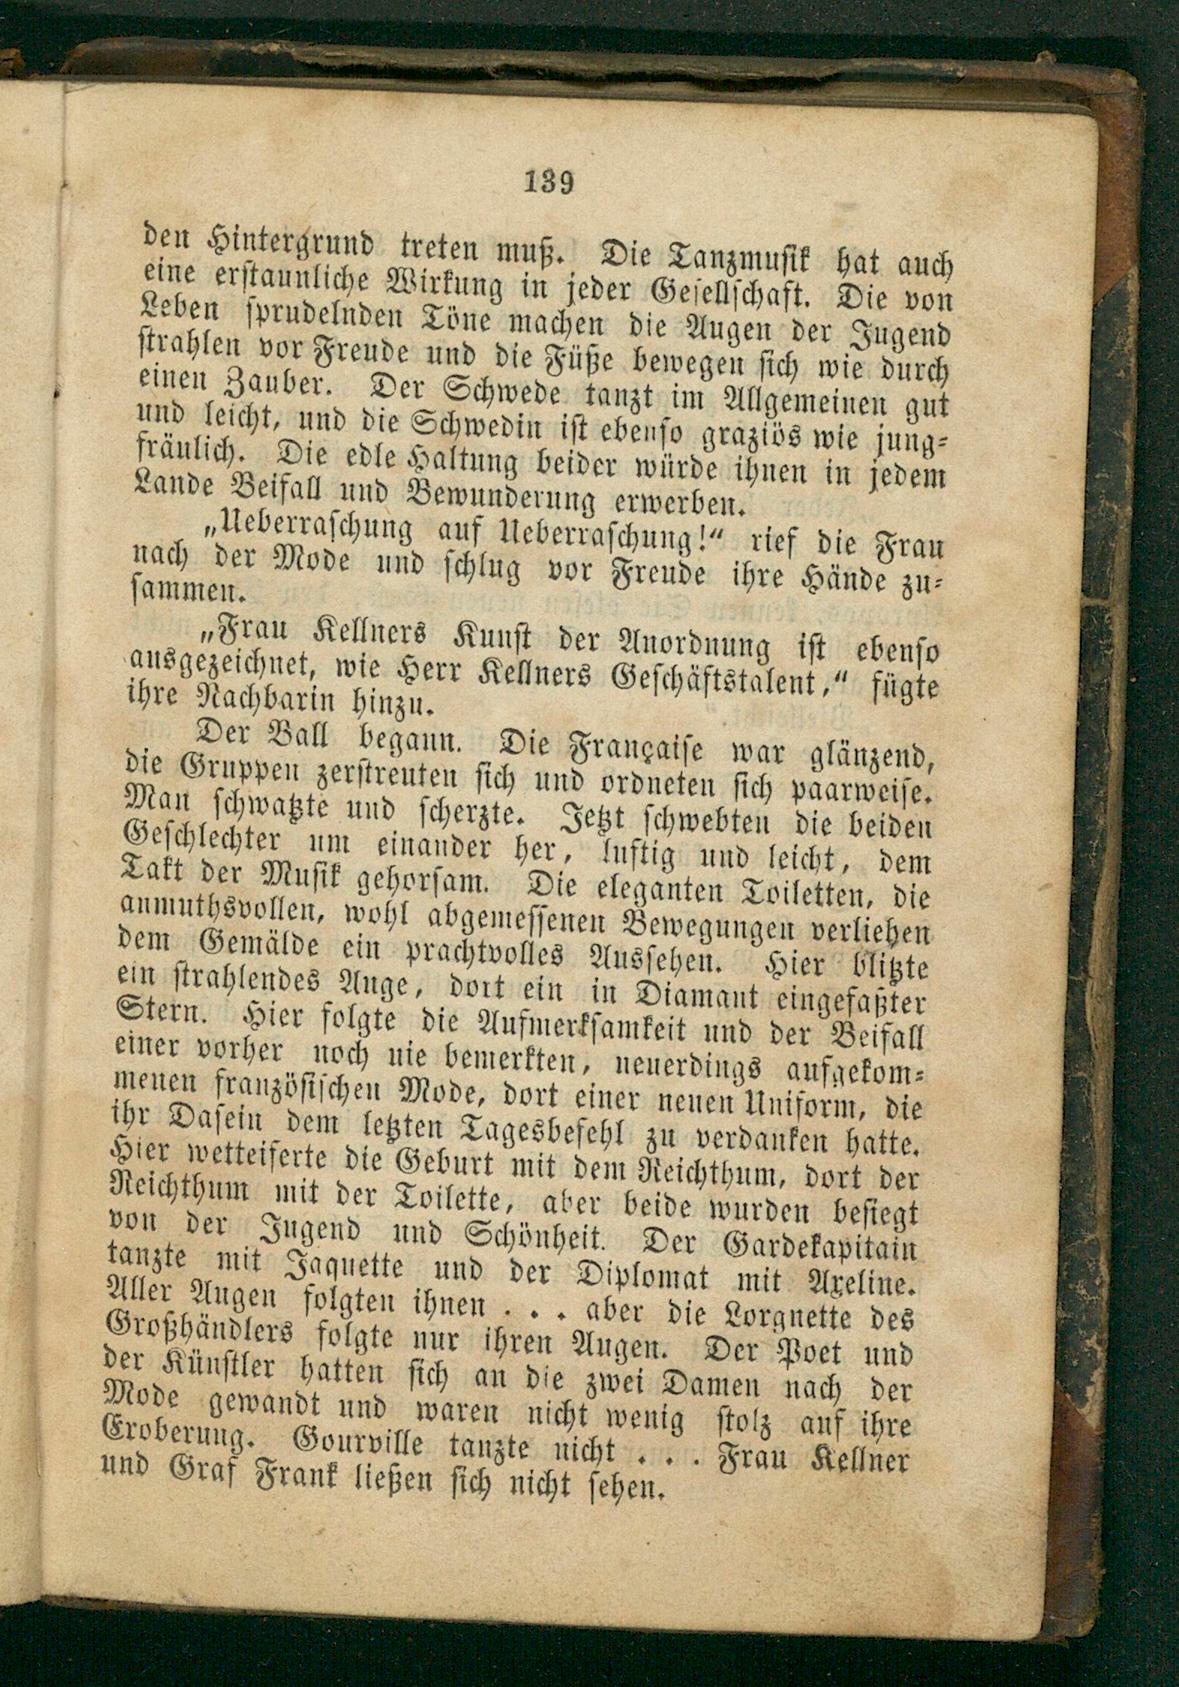 139
den Hintergrund treten muß. Die Tanzmusik hat auch
eine erstaunliche Wirkung in jeder Gesellschaft. Die von
Leben sprudelnden Töne machen die Augen der Jugend
strahlen vor Freude und die Füße bewegen sich wie durch
einen Zauber. Der Schwede tanzt im Allgemeinen gut
und leicht, und die Schwedin ist ebenso graziös wie jung-
fräulich. Die edle Haltung beider würde ihnen in jedem
Lande Beifall und Bewunderung erwerben.
„Ueberraschung auf Ueberraschung!“ rief die Frau
nach der Mode und schlug vor Freude ihre Hände zu-
sammen.
„Frau Kellners Kunst der Anordnung ist ebenso
ausgezeichnet, wie Herr Kellners Geschäftstalent,“ fügte
ihre Nachbarin hinzu.
Der Ball begann. Die Française war glänzend,
die Gruppen zerstreuten sich und ordneten sich paarweise.
Man schwatzte und scherzte. Jetzt schwebten die beiden
Geschlechter um einander her, luftig und leicht, dem
Takt der Musik gehorsam. Die eleganten Toiletten, die
anmuthsvollen, wohl abgemessenen Bewegungen verliehen
dem Gemälde ein prachtvolles Aussehen. Hier blitzte
ein strahlendes Auge, dort ein in Diamant eingefaßter
Stern. Hier folgte die Aufmerksamkeit und der Beifall
einer vorher noch nie bemerkten, neuerdings aufgekom-
menen französischen Mode, dort einer neuen Uniform, die
ihr Dasein dem letzten Tagesbefehl zu verdanken hatte.
Hier wetteiferte die Geburt mit dem Reichthum, dort der
Reichthum mit der Toilette, aber beide wurden besiegt
von der Jugend und Schönheit. Der Gardekapitain
tanzte mit Jaquette und der Diplomat mit Axeline.
Aller Augen folgten ihnen . . . aber die Lorgnette des
Großhändlers folgte nur ihren Augen. Der Poet und
der Künstler hatten sich an die zwei Damen nach der
Mode gewandt und waren nicht wenig stolz auf ihre
Eroberung. Gourville tanzte nicht . . . Frau Kellner
und Graf Frank ließen sich nicht sehen.